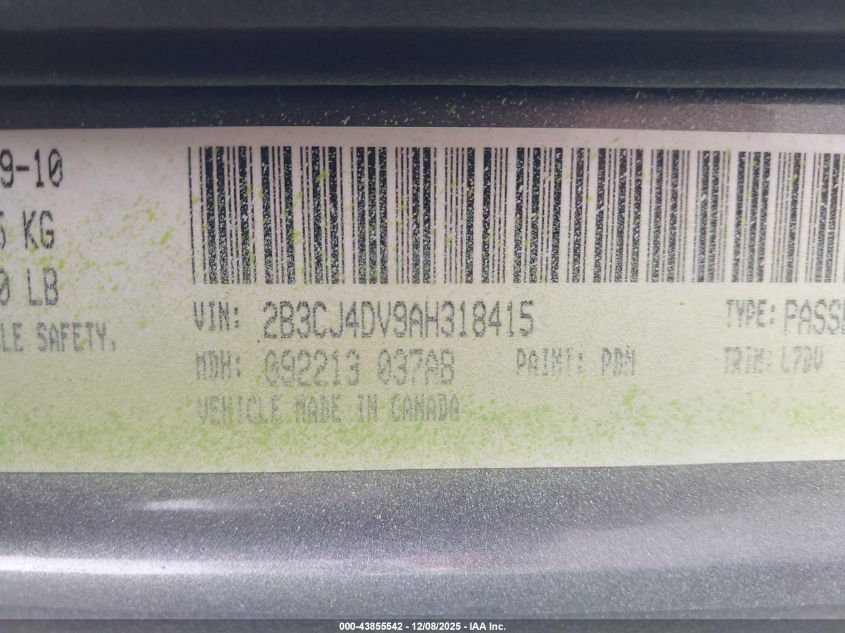 9-10
5 KG
0 LB
LE SAFETY.
VIN: 2B3CJ4DV9AH318415 TYPE: PASSE
MDH: 092213 037AB PAINT: PDM TRIM: L7DV
VEHICLE MADE IN CANADA
000-43855542 - 12/08/2025 - IAA Inc.